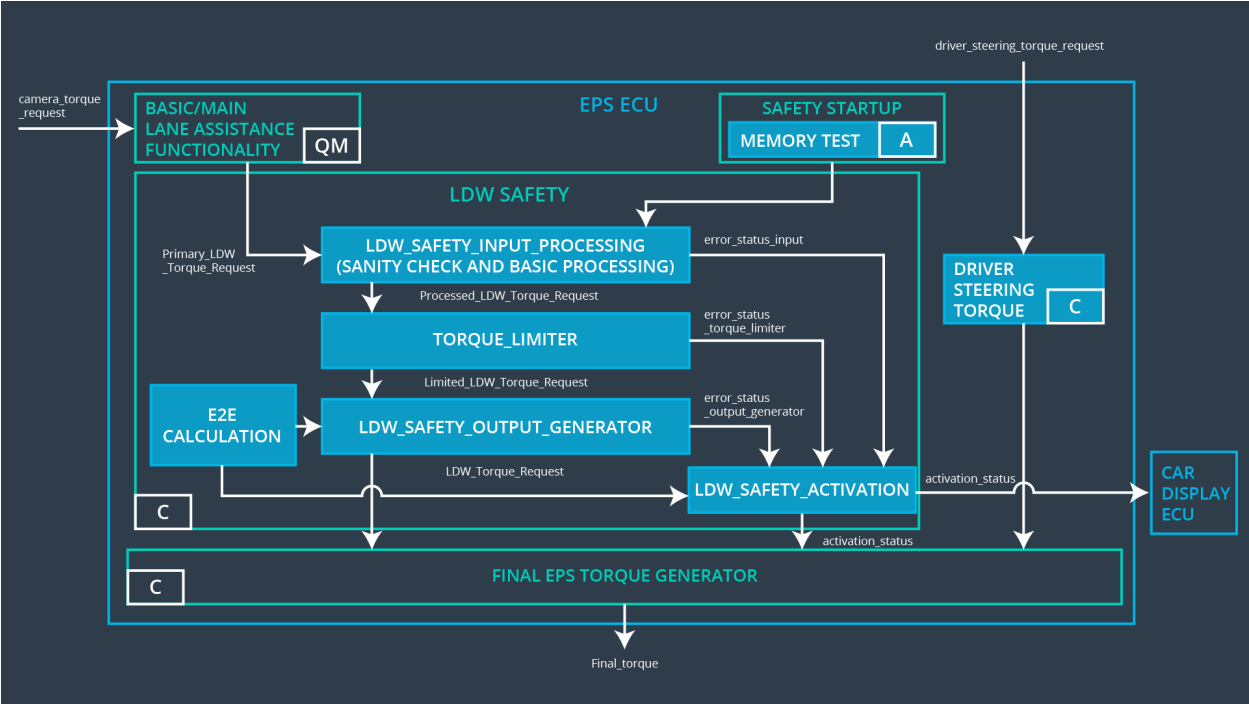 driver_steering_torque_request
camera_torque
_request
EPS ECU
BASIC/MAIN
LANE ASSISTANCE
FUNCTIONALITY
QM
SAFETY STARTUP
MEMORY TEST
A
LDW SAFETY
Primary_LDW
_Torque_Request
LDW_SAFETY_INPUT_PROCESSING
(SANITY CHECK AND BASIC PROCESSING)
error_status_input
DRIVER
STEERING
TORQUE
C
Processed_LDW_Torque_Request
TORQUE_LIMITER
error_status
_torque_limiter
Limited_LDW_Torque_Request
E2E
CALCULATION
LDW_SAFETY_OUTPUT_GENERATOR
error_status
_output_generator
LDW_Torque_Request
LDW_SAFETY_ACTIVATION
activation_status
CAR
DISPLAY
ECU
C
activation_status
FINAL EPS TORQUE GENERATOR
C
Final_torque